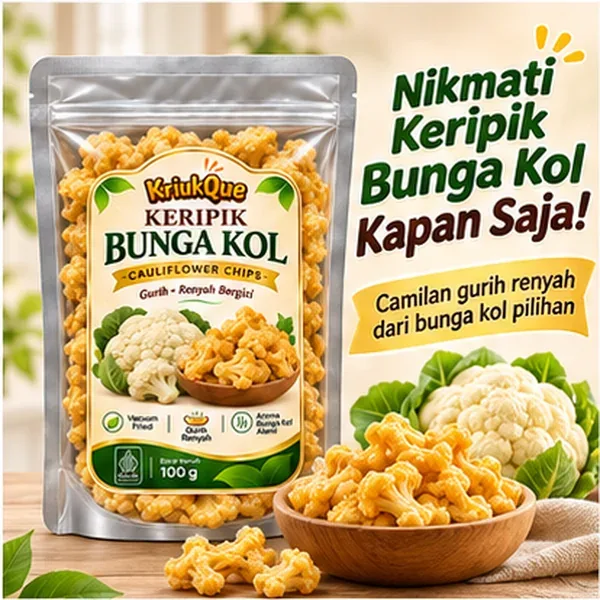 KriukQue
KERIPIK
BUNGA KOL
CAULIFLOWER CHIPS
Gurih - Renyah Bergizi
Fried
Renyah
100 g
Nikmati
Keripik
Bunga Kol
Kapan Saja!
Camilan gurih renyah
dari bunga kol pilihan